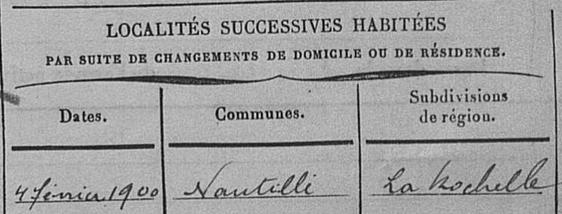 LOCALITÉS SUCCESSIVES HABITÉES
PAR SUITE DE CHANGEMENTS DE DOMICILE OU DE RÉSIDENCE.
Dates.
Communes.
Subdivisions
de région.
4 février 1900 Nantilli La Rochelle